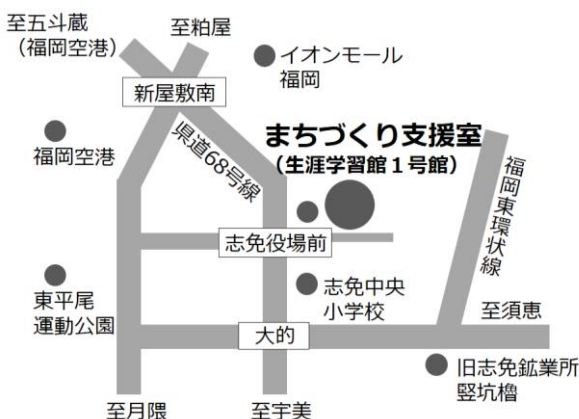 至五斗蔵
（福岡空港）
至粕屋
イオンモール
福岡
新屋敷南
福岡空港
県道68号線
まちづくり支援室
（生涯学習館１号館）
福岡東環状線
志免役場前
東平尾
運動公園
志免中央
小学校
至須恵
大的
旧志免鉱業所
竪坑櫓
至月隈
至宇美